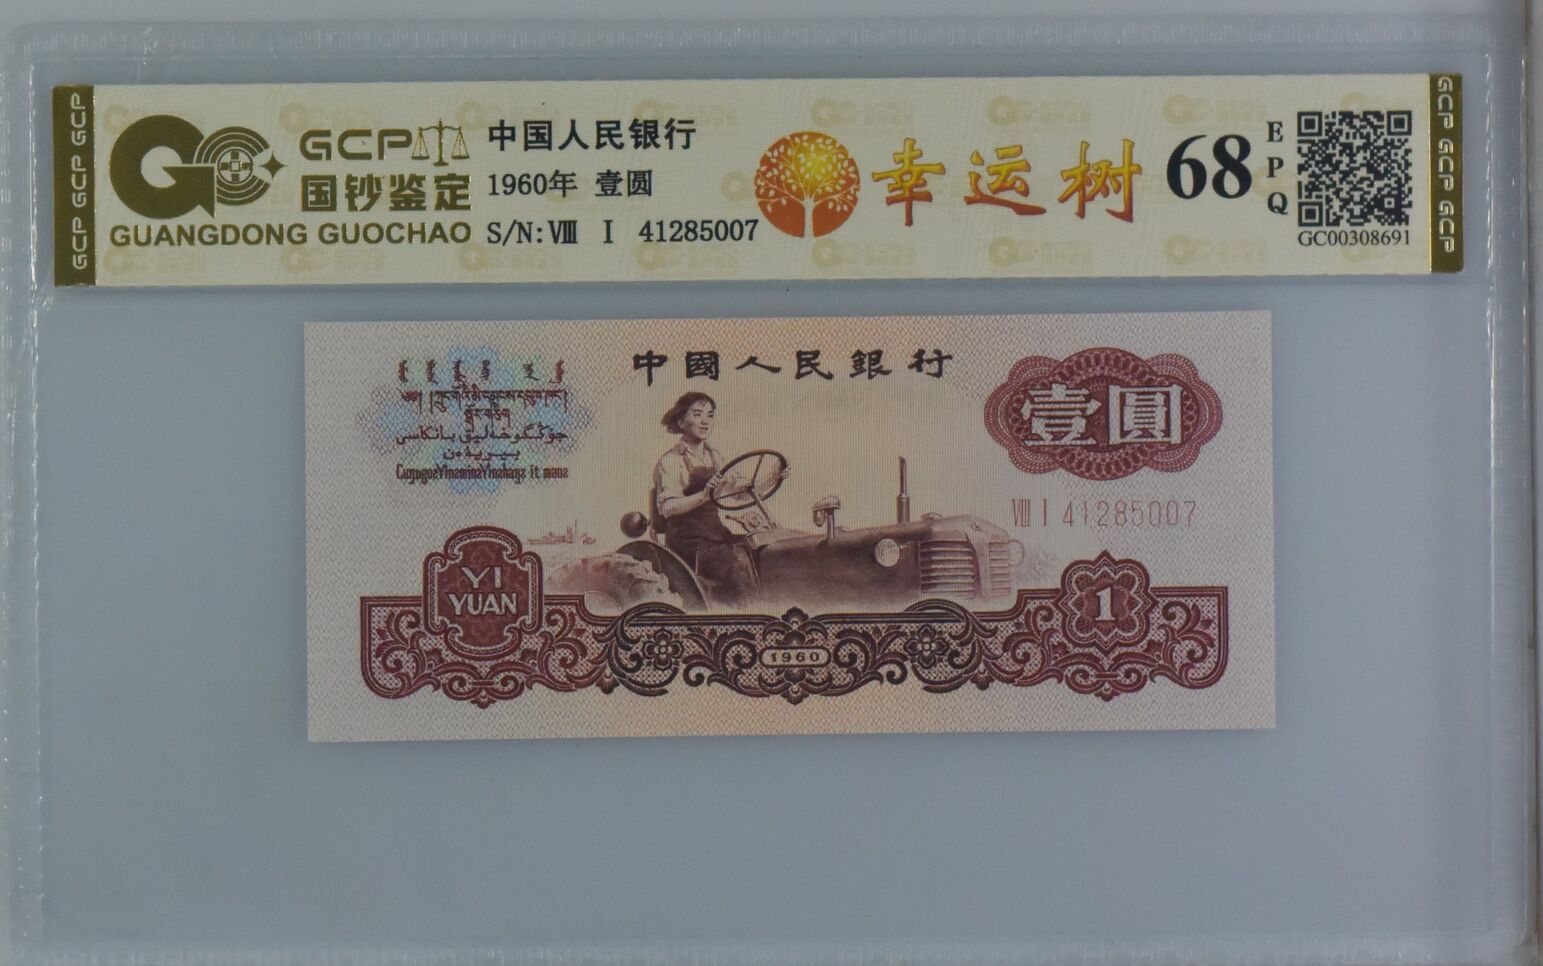 GCP GCP GCP
GCP
国钞鉴定
GUANGDONG GUOCHAO
中国人民银行
1960年 壹圆
S/N: Ⅷ Ⅰ 41285007
幸运树
68
EPQ
GC00308691
GCP GCP GCP
中國人民銀行
壹圓
Ⅷ Ⅰ 41285007
YI
YUAN
1960
1